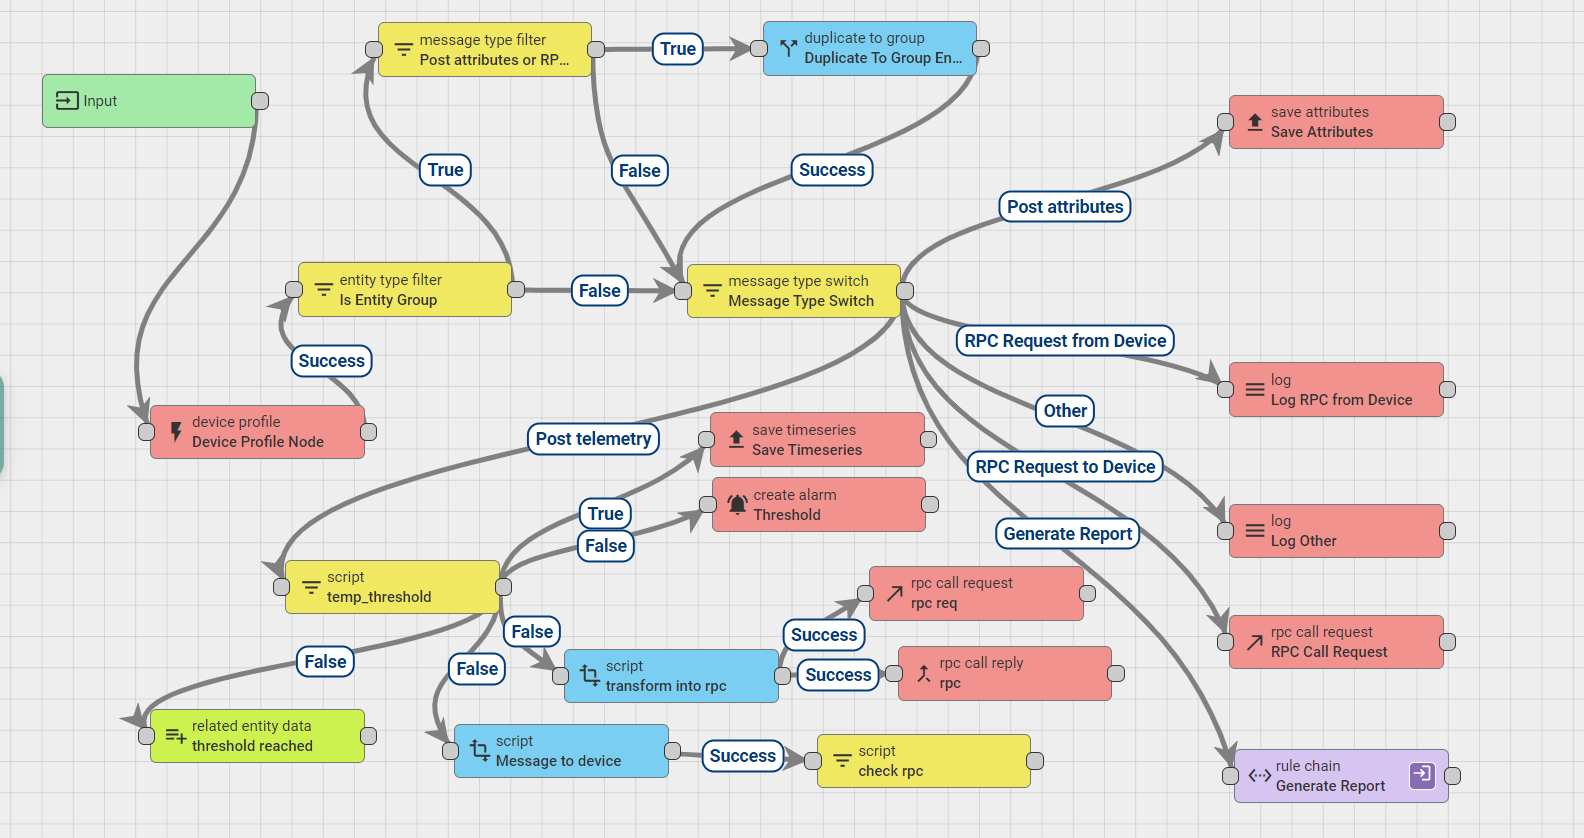 message type filter
Post attributes or RP...
True
duplicate to group
Duplicate To Group En...
Input
save attributes
Save Attributes
True
False
Success
Post attributes
entity type filter
Is Entity Group
False
message type switch
Message Type Switch
Success
RPC Request from Device
log
Log RPC from Device
device profile
Device Profile Node
Other
Post telemetry
save timeseries
Save Timeseries
RPC Request to Device
create alarm
Threshold
True
False
Generate Report
log
Log Other
script
temp_threshold
rpc call request
rpc req
False
Success
rpc call request
RPC Call Request
False
False
script
transform into rpc
Success
rpc call reply
rpc
related entity data
threshold reached
script
Message to device
Success
script
check rpc
rule chain
Generate Report